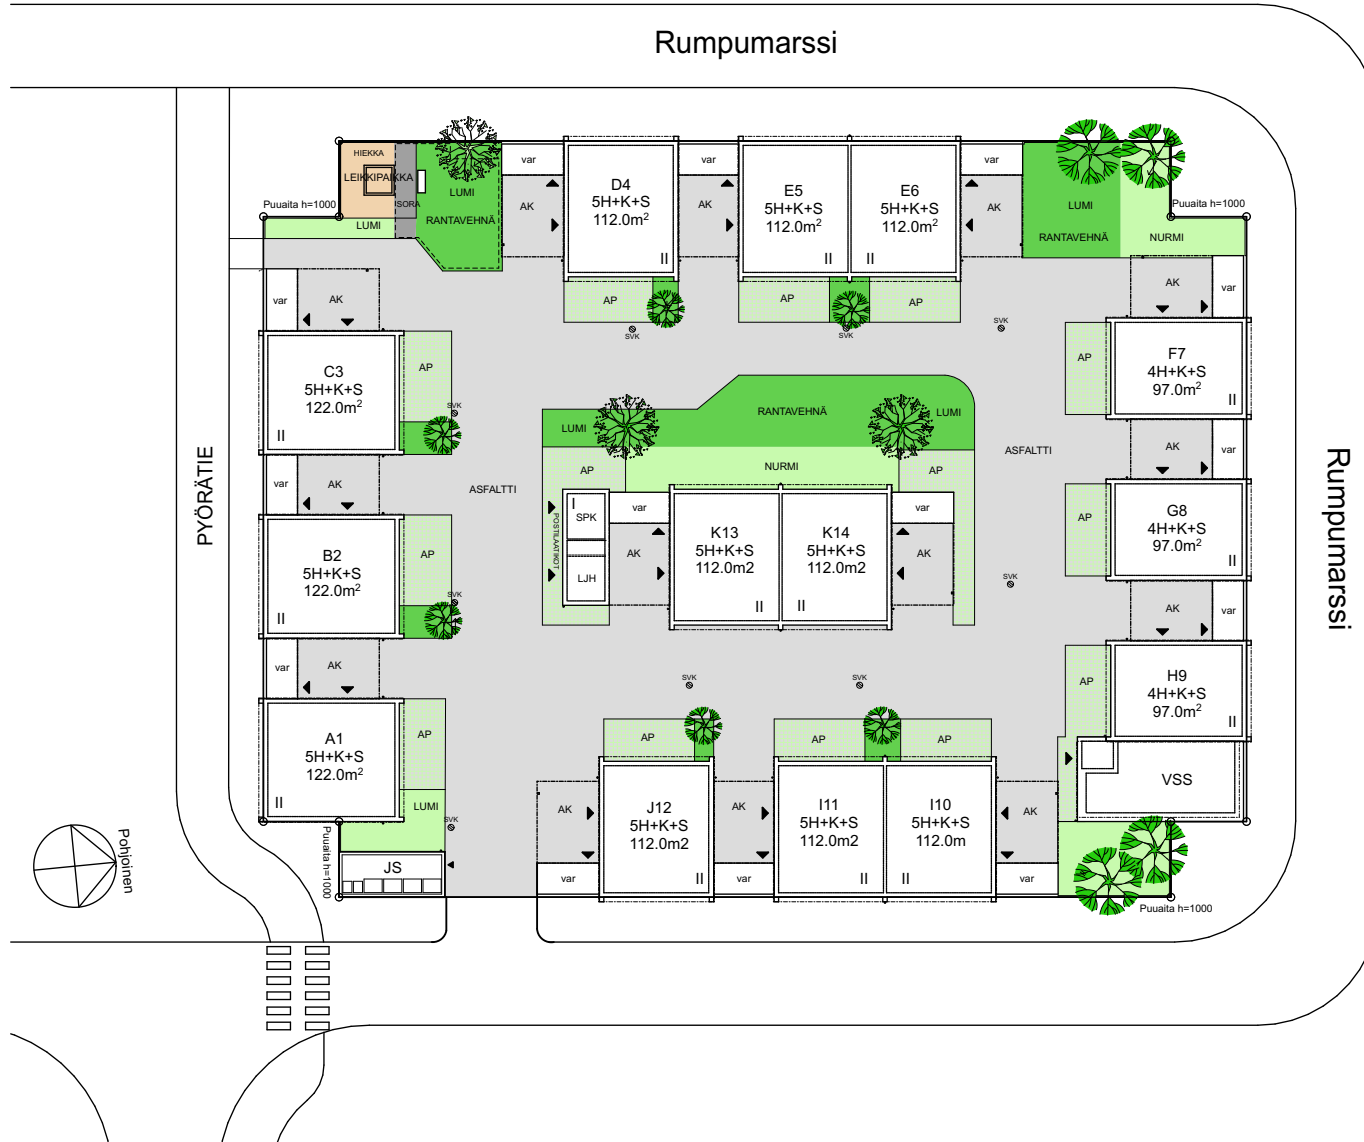 Rumpumarssi
HIEKKA
LEIKKIPAIKKA
SORA
LUMI
RANTAVEHNÄ
Puuaita h=1000
LUMI
var
AK
D4
5H+K+S
112.0m²
II
var
AK
E5
5H+K+S
112.0m²
E6
5H+K+S
112.0m²
II
II
var
AK
LUMI
RANTAVEHNÄ
NURMI
Puuaita h=1000
AP
SVK
AP
AP
SVK
SVK
var
AK
C3
5H+K+S
122.0m²
II
AP
SVK
AK
var
F7
4H+K+S
97.0m²
II
AP
LUMI
RANTAVEHNÄ
LUMI
NURMI
AP
AP
ASFALTTI
ASFALTTI
PYÖRÄTIE
Rumpumarssi
var
AK
B2
5H+K+S
122.0m²
II
AP
SVK
I
SPK
LJH
POSTILAATIKOT
var
AK
K13
5H+K+S
112.0m2
II
K14
5H+K+S
112.0m2
II
var
AK
SVK
AK
var
G8
4H+K+S
97.0m²
II
AP
var
AK
A1
5H+K+S
122.0m²
II
AP
LUMI
SVK
SVK
SVK
AK
var
H9
4H+K+S
97.0m²
II
AP
VSS
AP
AP
AP
AK
var
J12
5H+K+S
112.0m2
II
AK
var
I11
5H+K+S
112.0m2
II
I10
5H+K+S
112.0m
II
AK
var
Pohjoinen
Puuaita h=1000
JS
Puuaita h=1000